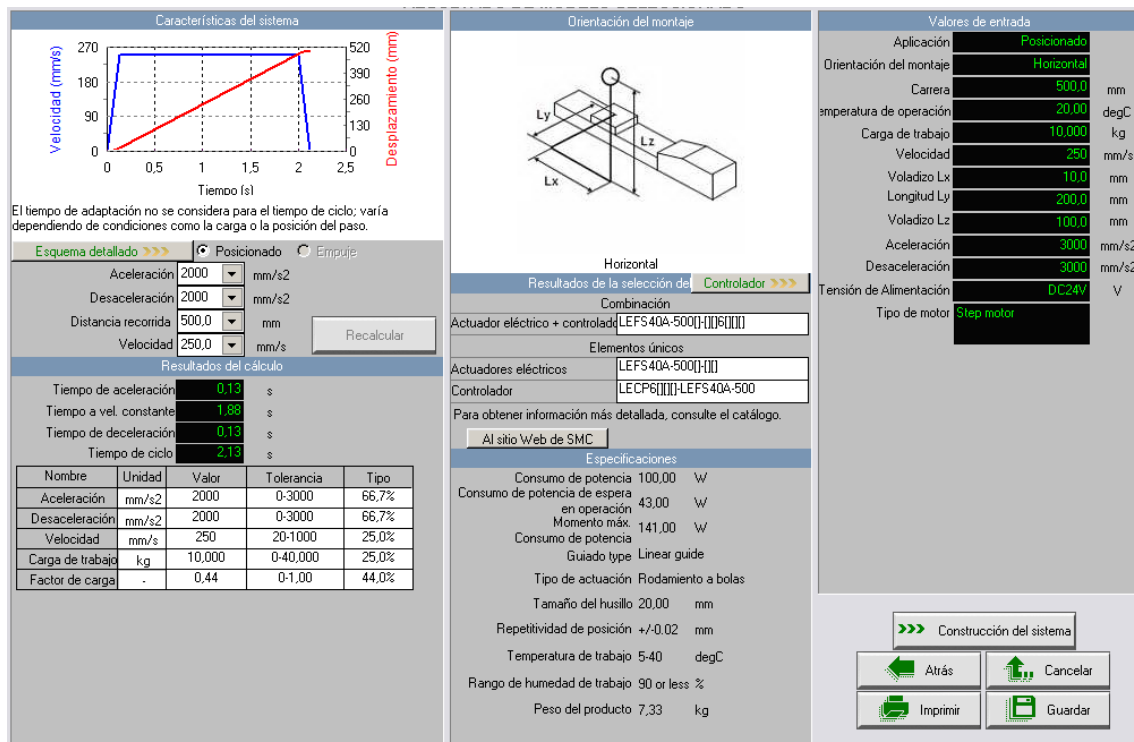 Características del sistema
Velocidad (mm/s)
270
180
90
0
520
390
260
130
0
Desplazamiento (mm)
0 0,5 1 1,5 2 2,5
Tiempo (s)
El tiempo de adaptación no se considera para el tiempo de ciclo; varía
dependiendo de condiciones como la carga o la posición del paso.
Esquema detallado >>> Posicionado Empuje
Aceleración 2000 mm/s2
Desaceleración 2000 mm/s2
Distancia recorrida 500,0 mm
Velocidad 250,0 mm/s
Recalcular
Resultados del cálculo
Tiempo de aceleración 0,13 s
Tiempo a vel. constante 1,88 s
Tiempo de deceleración 0,13 s
Tiempo de ciclo 2,13 s
Nombre Unidad Valor Tolerancia Tipo
Aceleración mm/s2 2000 0-3000 66,7%
Desaceleración mm/s2 2000 0-3000 66,7%
Velocidad mm/s 250 20-1000 25,0%
Carga de trabajo kg 10,000 0-40,000 25,0%
Factor de carga - 0,44 0-1,00 44,0%
Orientación del montaje
Ly
Lz
Lx
Horizontal
Resultados de la selección del Controlador >>>
Combinación
Actuador eléctrico + controlado LEFS40A-500[]-[][]6[][][]
Elementos únicos
Actuadores eléctricos LEFS40A-500[]-[][]
Controlador LECP6[][][]-LEFS40A-500
Para obtener información más detallada, consulte el catálogo.
Al sitio Web de SMC
Especificaciones
Consumo de potencia 100,00 W
Consumo de potencia de espera
en operación 43,00 W
Momento máx.
Consumo de potencia 141,00 W
Guiado type Linear guide
Tipo de actuación Rodamiento a bolas
Tamaño del husillo 20,00 mm
Repetitividad de posición +/-0.02 mm
Temperatura de trabajo 5-40 degC
Rango de humedad de trabajo 90 or less %
Peso del producto 7,33 kg
Valores de entrada
Aplicación Posicionado
Orientación del montaje Horizontal
Carrera 500,0 mm
emperatura de operación 20,00 degC
Carga de trabajo 10,000 kg
Velocidad 250 mm/s
Voladizo Lx 10,0 mm
Longitud Ly 200,0 mm
Voladizo Lz 100,0 mm
Aceleración 3000 mm/s2
Desaceleración 3000 mm/s2
Tensión de Alimentación DC24V V
Tipo de motor Step motor
>>> Construcción del sistema
Atrás Cancelar
Imprimir Guardar